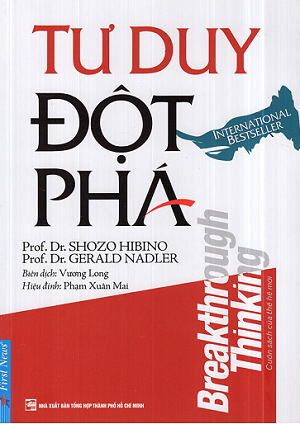 TƯ DUY
ĐỘT
PHÁ
INTERNATIONAL
BESTSELLER
Prof. Dr. SHOZO HIBINO
Prof. Dr. GERALD NADLER
Biên dịch: Vương Long
Hiệu đính: Phạm Xuân Mai
Breakthrough
Thinking
Cuốn sách của thế hệ mới
First News
NHÀ XUẤT BẢN TỔNG HỢP THÀNH PHỐ HỒ CHÍ MINH